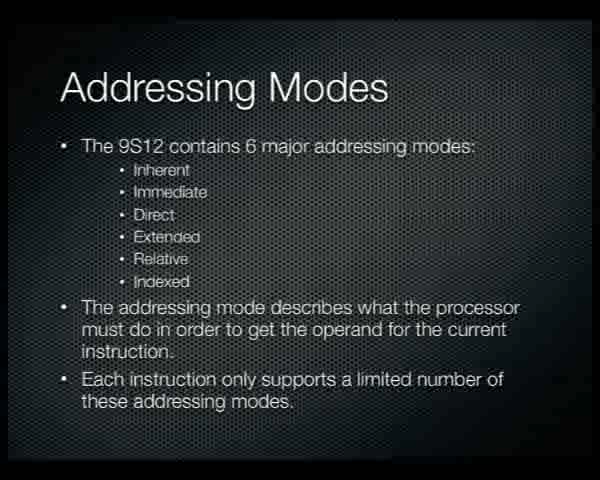 Addressing Modes
• The 9S12 contains 6 major addressing modes:
• Inherent
• Immediate
• Direct
• Extended
• Relative
• Indexed
• The addressing mode describes what the processor
must do in order to get the operand for the current
instruction.
• Each instruction only supports a limited number of
these addressing modes.